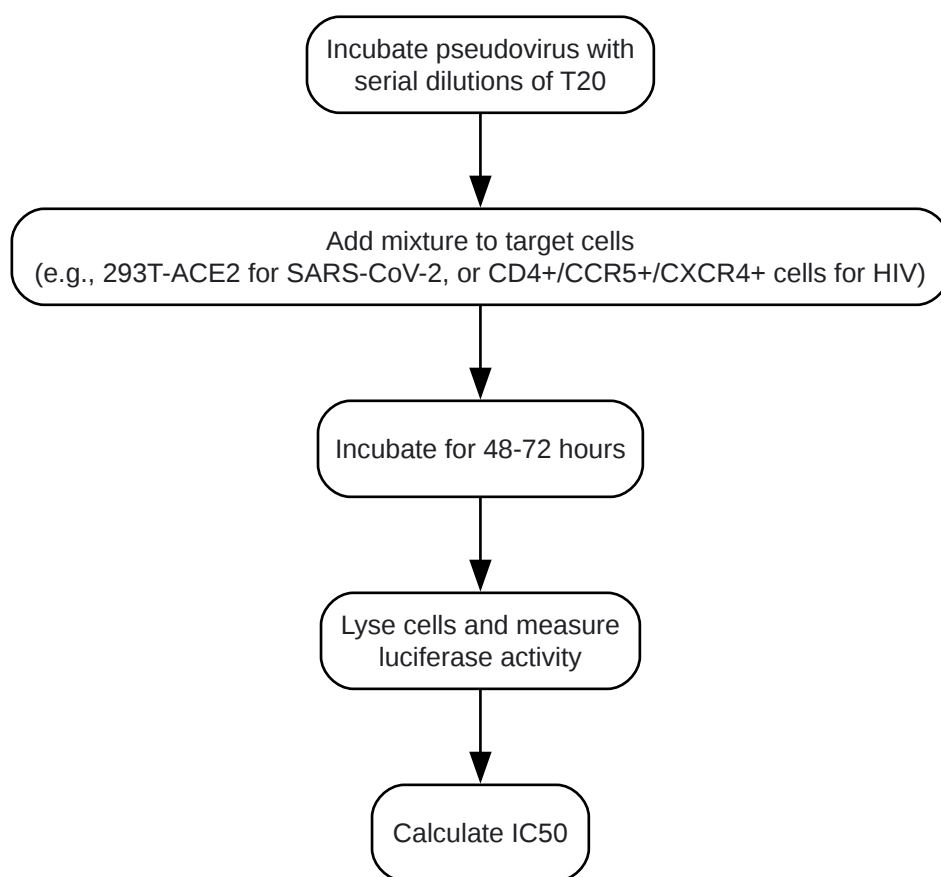 Incubate pseudovirus with
serial dilutions of T20
Add mixture to target cells
(e.g., 293T-ACE2 for SARS-CoV-2, or CD4+/CCR5+/CXCR4+ cells for HIV)
Incubate for 48-72 hours
Lyse cells and measure
luciferase activity
Calculate IC50